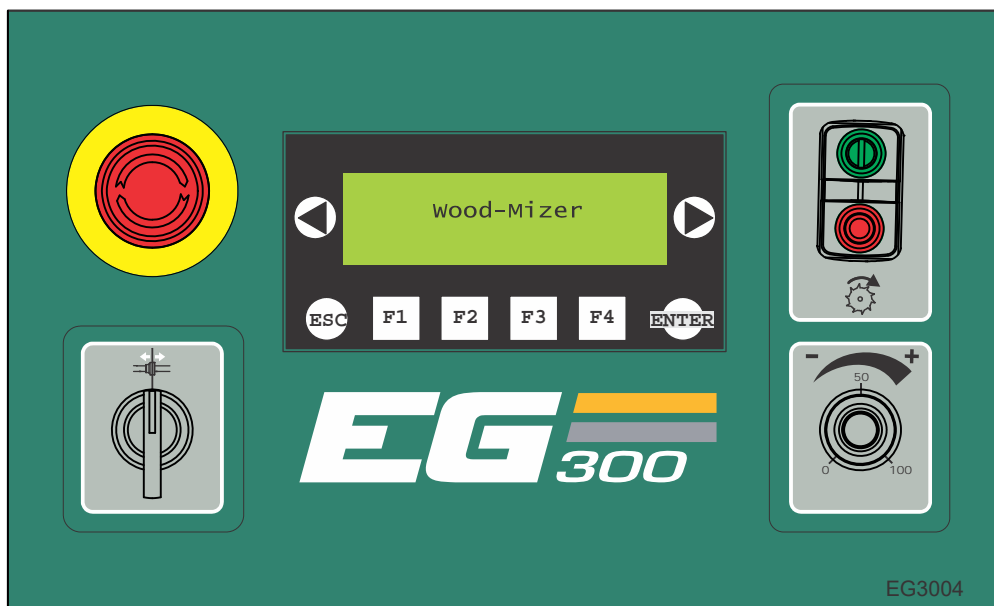 Wood-Mizer
ESC F1 F2 F3 F4 ENTER
- +
50
0 100
EG
300
EG3004